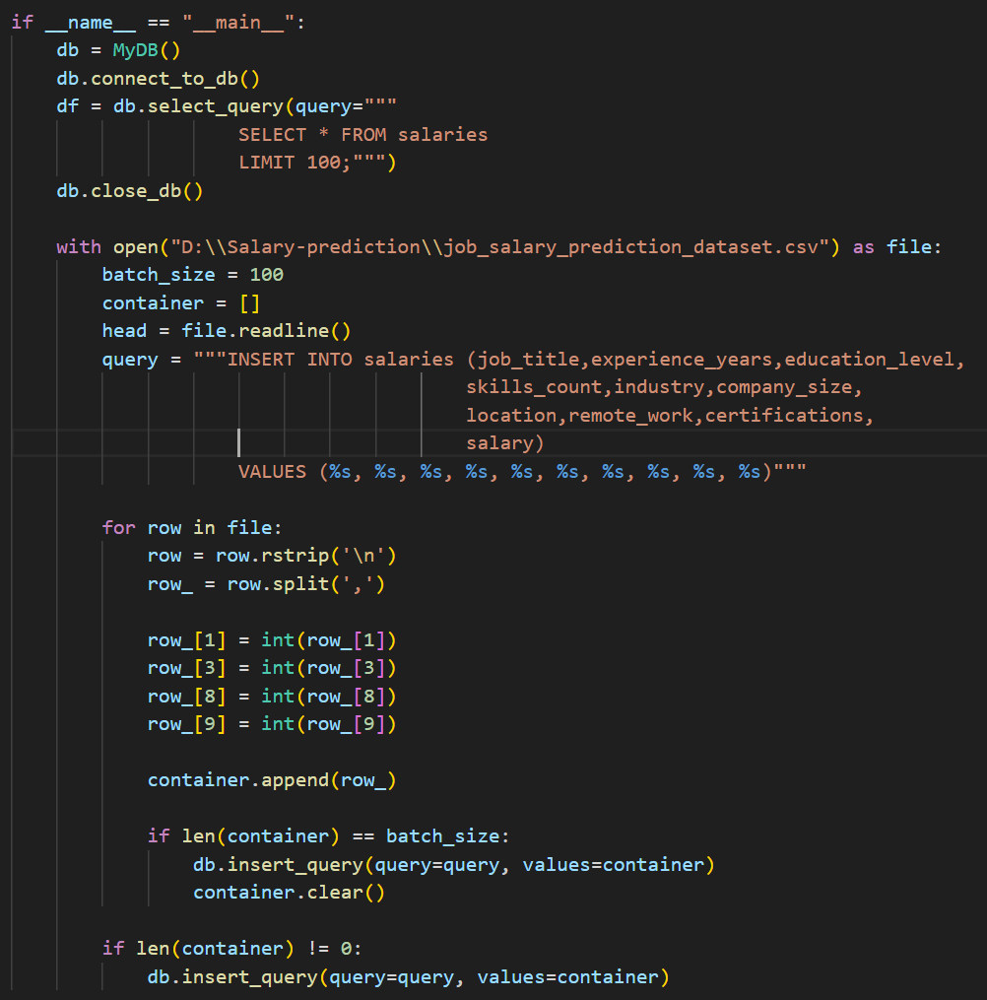 if __name__ == "__main__":
    db = MyDB()
    db.connect_to_db()
    df = db.select_query(query="""
                    SELECT * FROM salaries
                    LIMIT 100;""")
    db.close_db()

    with open("D:\\Salary-prediction\\job_salary_prediction_dataset.csv") as file:
        batch_size = 100
        container = []
        head = file.readline()
        query = """INSERT INTO salaries (job_title,experience_years,education_level,
                                        skills_count,industry,company_size,
                                        location,remote_work,certifications,
                                        salary)
                    VALUES (%s, %s, %s, %s, %s, %s, %s, %s, %s, %s)"""

        for row in file:
            row = row.rstrip('\n')
            row_ = row.split(',')

            row_[1] = int(row_[1])
            row_[3] = int(row_[3])
            row_[8] = int(row_[8])
            row_[9] = int(row_[9])

            container.append(row_)

            if len(container) == batch_size:
                db.insert_query(query=query, values=container)
                container.clear()

        if len(container) != 0:
            db.insert_query(query=query, values=container)